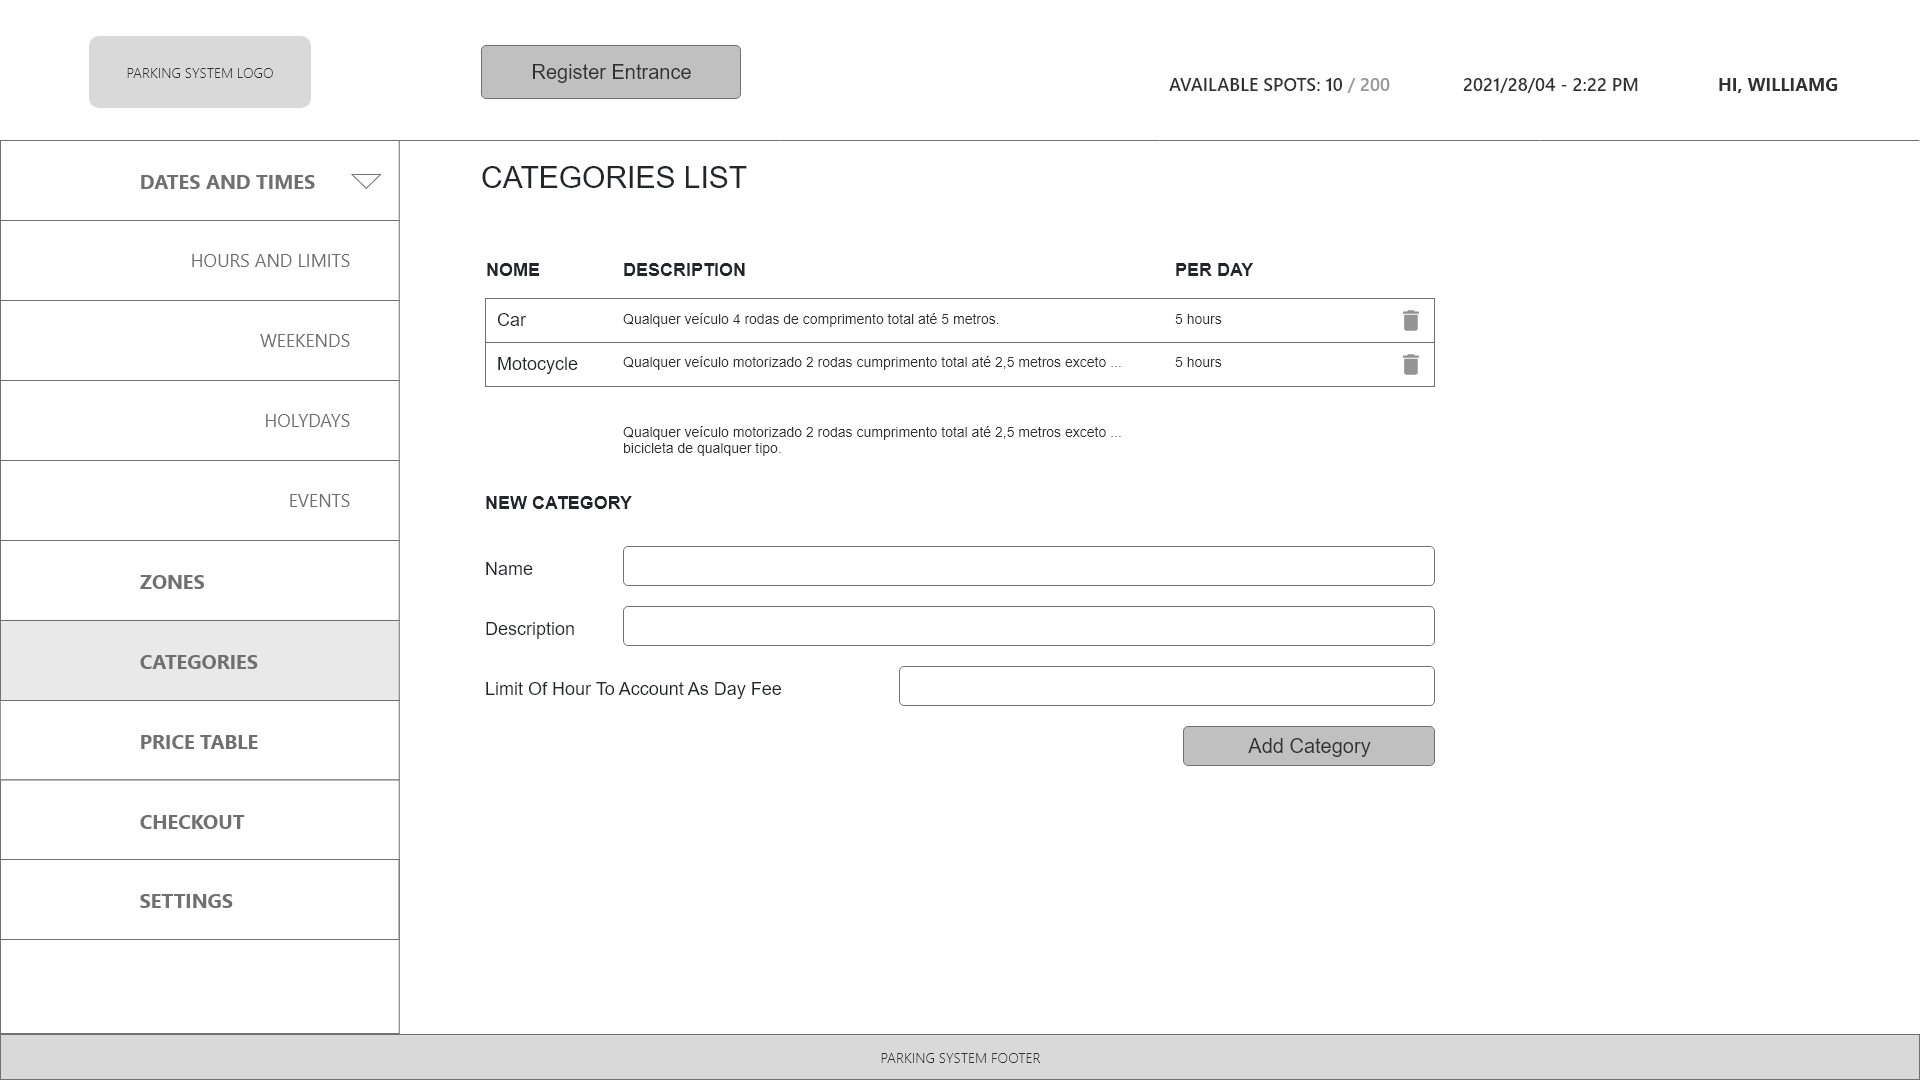 PARKING SYSTEM LOGO
Register Entrance
AVAILABLE SPOTS: 10 / 200
2021/28/04 - 2:22 PM
HI, WILLIAMG
DATES AND TIMES
HOURS AND LIMITS
WEEKENDS
HOLYDAYS
EVENTS
ZONES
CATEGORIES
PRICE TABLE
CHECKOUT
SETTINGS
CATEGORIES LIST
NOME DESCRIPTION PER DAY
Car Qualquer veículo 4 rodas de comprimento total até 5 metros. 5 hours
Motocycle Qualquer veículo motorizado 2 rodas cumprimento total até 2,5 metros exceto ... 5 hours
Qualquer veículo motorizado 2 rodas cumprimento total até 2,5 metros exceto ...
bicicleta de qualquer tipo.
NEW CATEGORY
Name
Description
Limit Of Hour To Account As Day Fee
Add Category
PARKING SYSTEM FOOTER